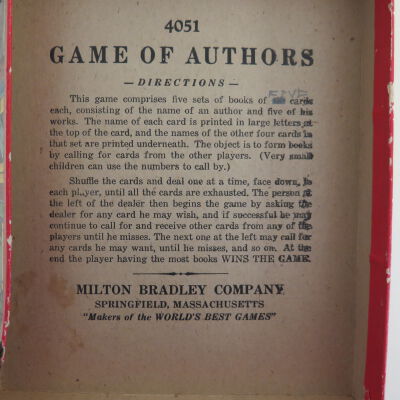 4051
GAME OF AUTHORS
— DIRECTIONS —
FIVE
This game comprises five sets of books of six cards
each, consisting of the name of an author and five of his
works. The name of each card is printed in large letters at
the top of the card, and the names of the other four cards in
that set are printed underneath. The object is to form books
by calling for cards from the other players. (Very small
children can use the numbers to call by.)
Shuffle the cards and deal one at a time, face down, to
each player, until all the cards are exhausted. The person at
the left of the dealer then begins the game by asking the
dealer for any card he may wish, and if successful he may
continue to call for and receive other cards from any of the
players until he misses. The next one at the left may call for
any cards he may want, until he misses, and so on. At the
end the player having the most books WINS THE GAME.
MILTON BRADLEY COMPANY
SPRINGFIELD, MASSACHUSETTS
"Makers of the WORLD'S BEST GAMES"